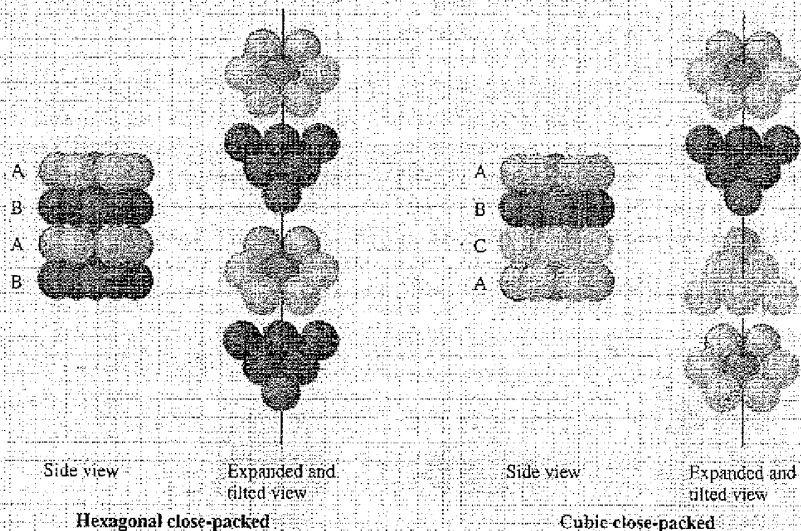 A
B
A
B
Side view
Expanded and
tilted view
Hexagonal close-packed
A
B
C
A
Side view
Expanded and
tilted view
Cubic close-packed